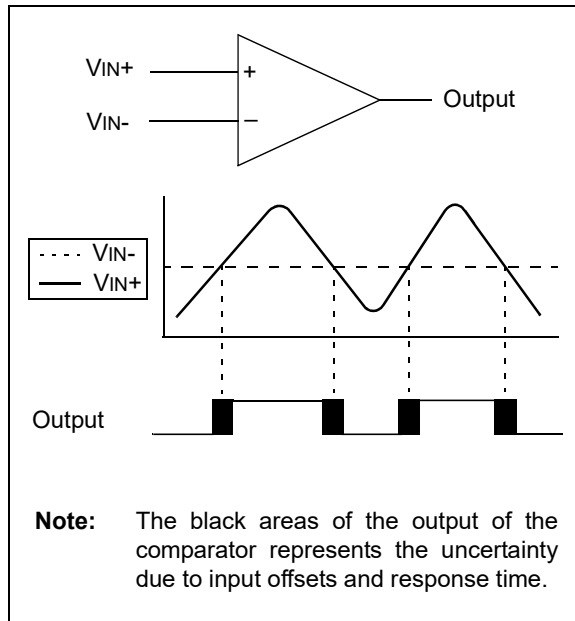 VIN+
+
Output
VIN-
–
VIN-
VIN+
Output
Note: The black areas of the output of the
comparator represents the uncertainty
due to input offsets and response time.